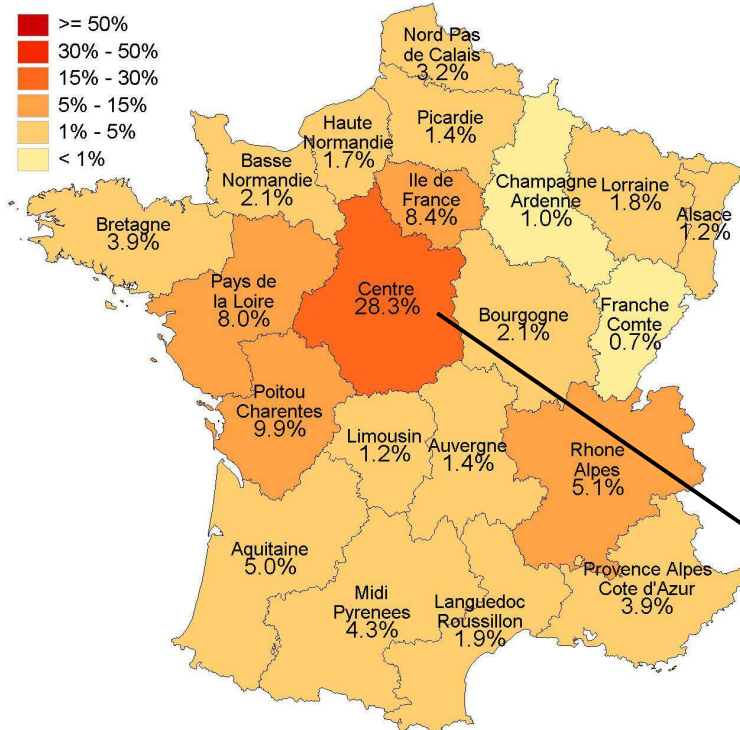 >= 50%
30% - 50%
15% - 30%
5% - 15%
1% - 5%
< 1%
Nord Pas
de Calais
3.2%
Picardie
1.4%
Haute
Normandie
1.7%
Basse
Normandie
2.1%
Ile de
France
8.4%
Champagne
Ardenne
1.0%
Lorraine
1.8%
Alsace
1.2%
Bretagne
3.9%
Pays de
la Loire
8.0%
Centre
28.3%
Bourgogne
2.1%
Franche
Comte
0.7%
Poitou
Charentes
9.9%
Limousin
1.2%
Auvergne
1.4%
Rhone
Alpes
5.1%
Aquitaine
5.0%
Midi
Pyrenees
4.3%
Languedoc
Roussillon
1.9%
Provence Alpes
Cote d'Azur
3.9%